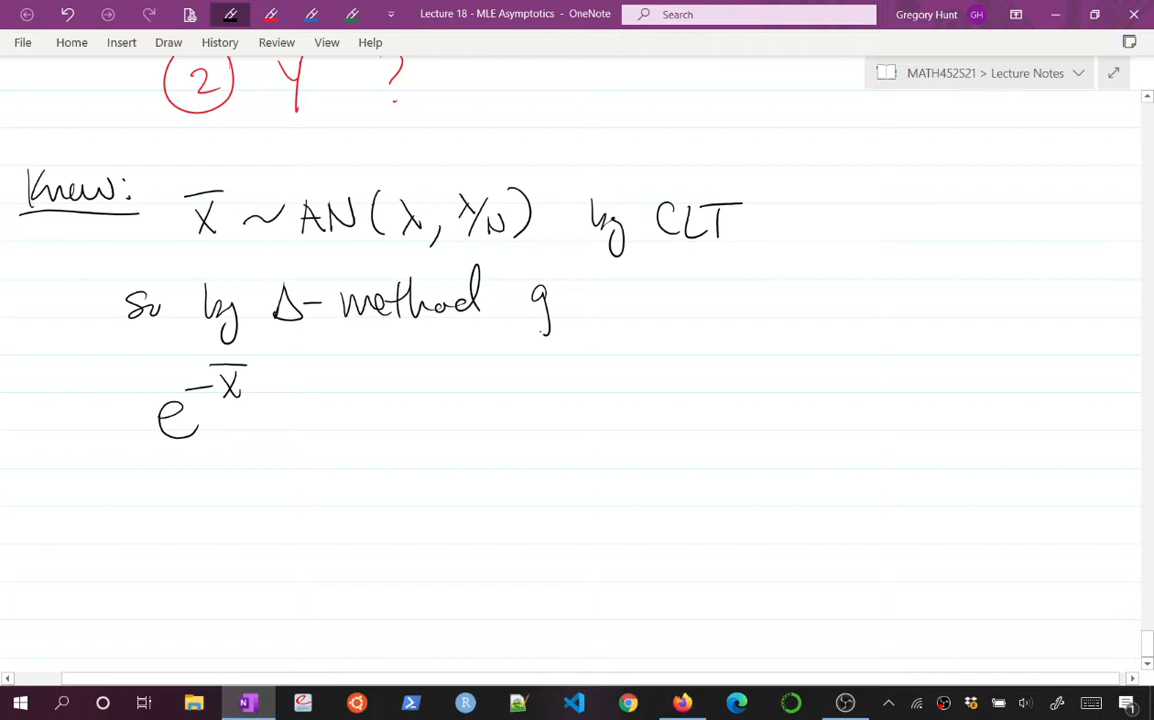 Lecture 18 - MLE Asymptotics - OneNote
Search
Gregory Hunt GH
File Home Insert Draw History Review View Help
MATH452S21 > Lecture Notes
② Y ?
Know: X̅ ~ AN(λ, λ/N) by CLT
so by Δ-method g
e^{-X̅}